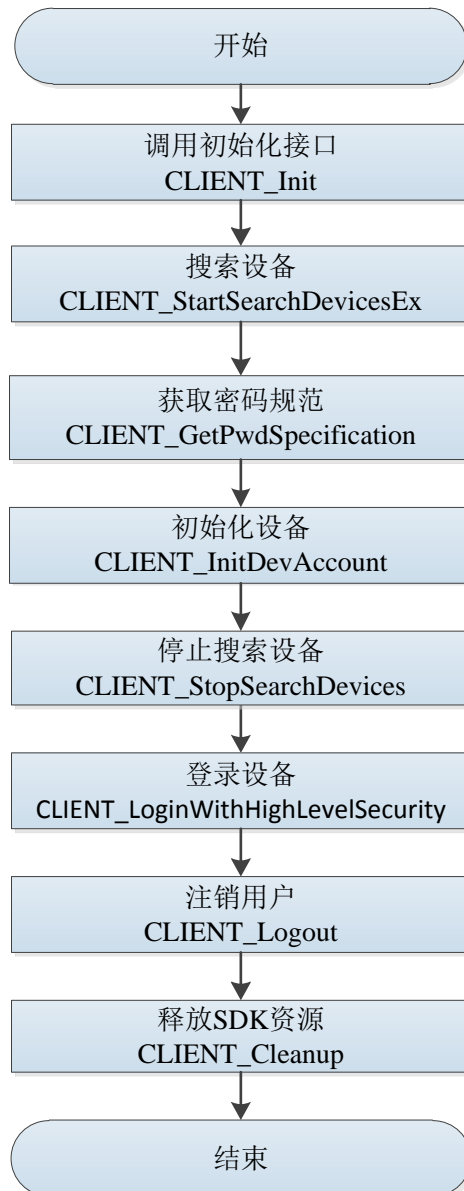 开始
调用初始化接口
CLIENT_Init
搜索设备
CLIENT_StartSearchDevicesEx
获取密码规范
CLIENT_GetPwdSpecification
初始化设备
CLIENT_InitDevAccount
停止搜索设备
CLIENT_StopSearchDevices
登录设备
CLIENT_LoginWithHighLevelSecurity
注销用户
CLIENT_Logout
释放SDK资源
CLIENT_Cleanup
结束